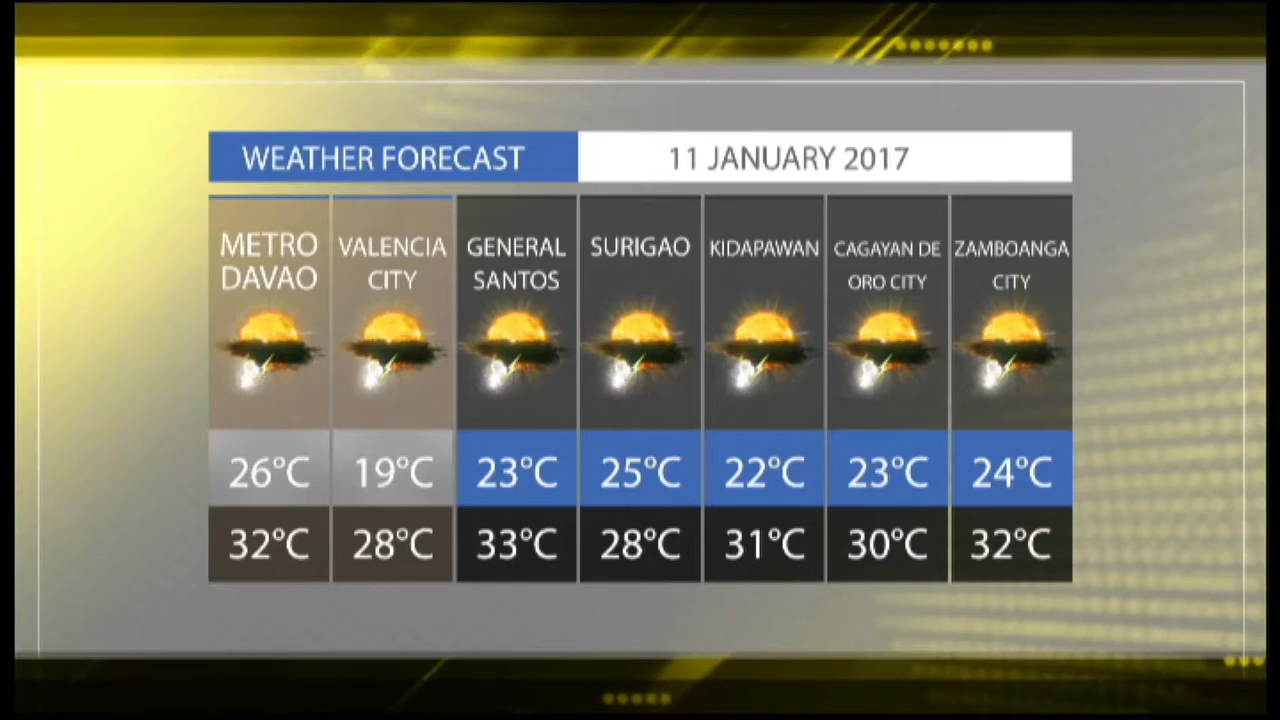 WEATHER FORECAST
11 JANUARY 2017
METRO
DAVAO
VALENCIA
CITY
GENERAL
SANTOS
SURIGAO
KIDAPAWAN
CAGAYAN DE
ORO CITY
ZAMBOANGA
CITY
26°C 19°C 23°C 25°C 22°C 23°C 24°C
32°C 28°C 33°C 28°C 31°C 30°C 32°C